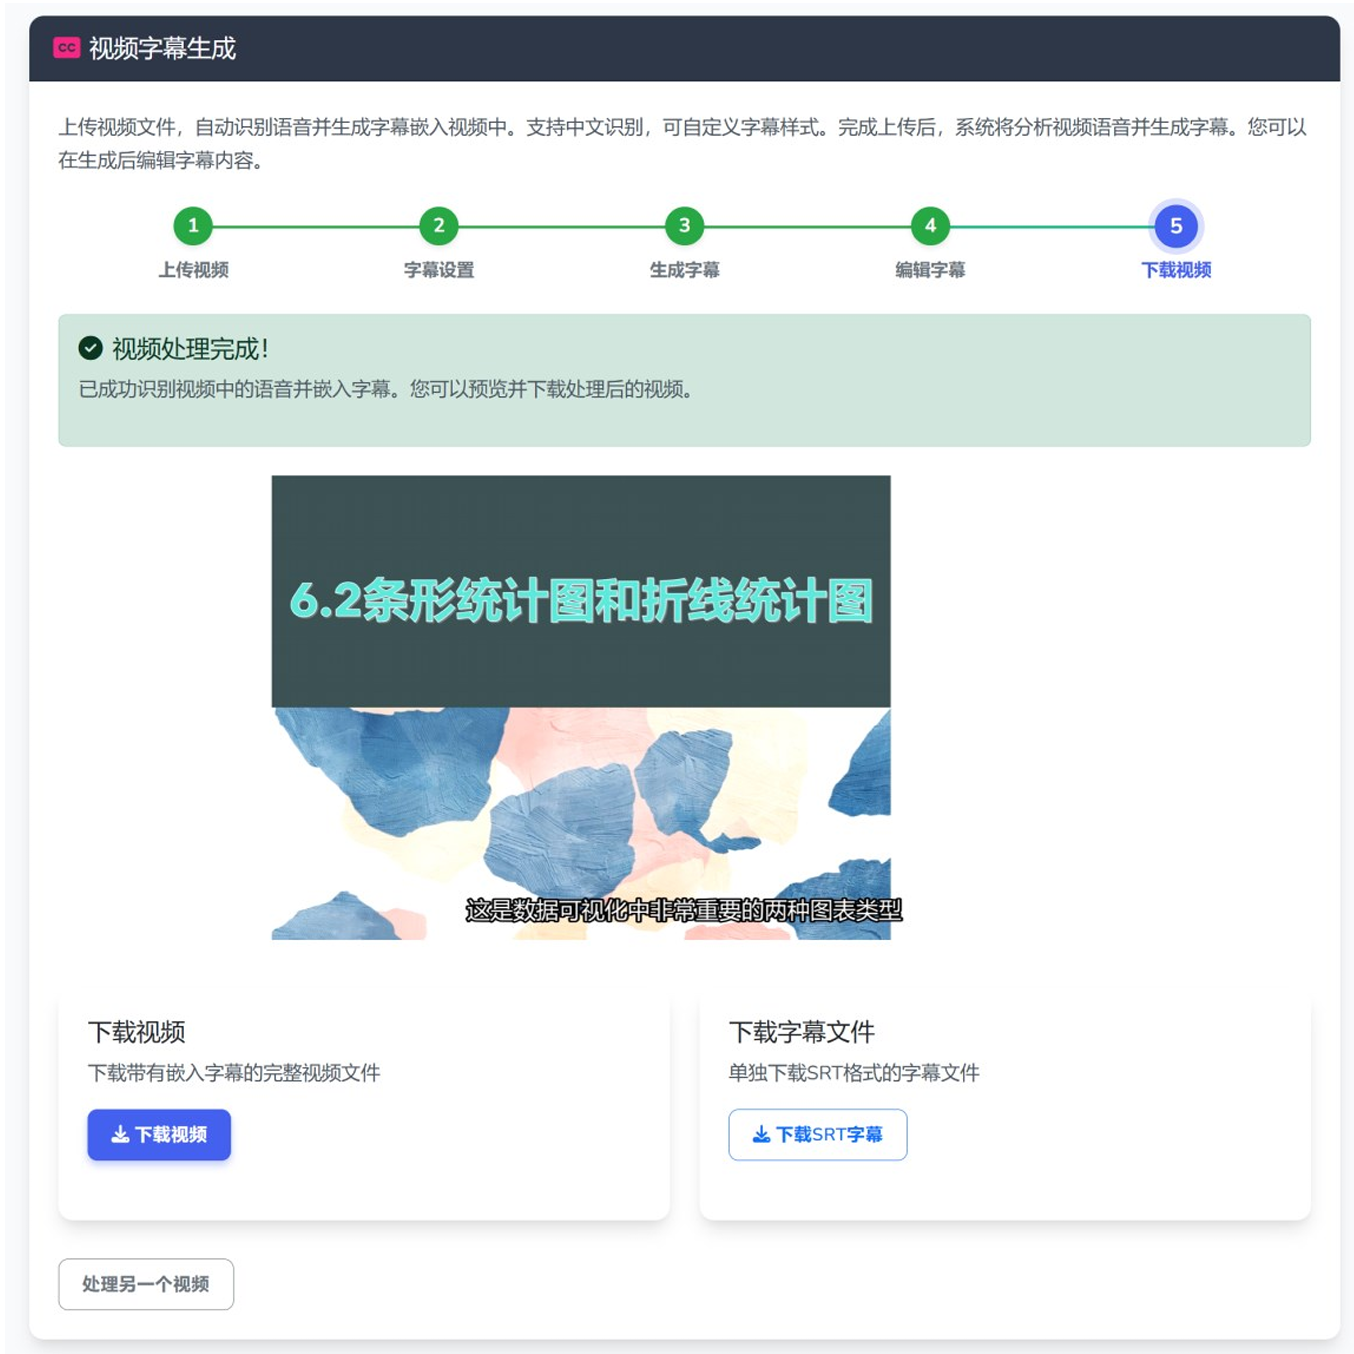 CC 视频字幕生成
上传视频文件，自动识别语音并生成字幕嵌入视频中。支持中文识别，可自定义字幕样式。完成上传后，系统将分析视频语音并生成字幕。您可以
在生成后编辑字幕内容。
1 2 3 4 5
上传视频 字幕设置 生成字幕 编辑字幕 下载视频
视频处理完成！
已成功识别视频中的语音并嵌入字幕。您可以预览并下载处理后的视频。
6.2条形统计图和折线统计图
这是数据可视化中非常重要的两种图表类型
下载视频
下载带有嵌入字幕的完整视频文件
下载视频
下载字幕文件
单独下载SRT格式的字幕文件
下载SRT字幕
处理另一个视频